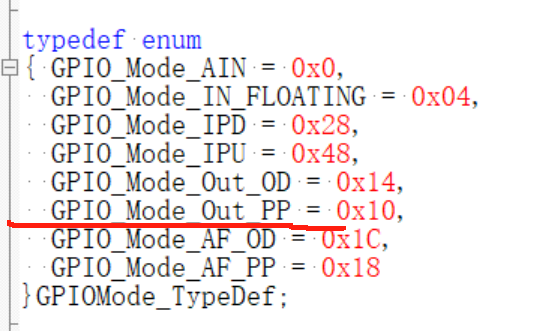 typedef enum
{ GPIO_Mode_AIN = 0x0,
GPIO_Mode_IN_FLOATING = 0x04,
GPIO_Mode_IPD = 0x28,
GPIO_Mode_IPU = 0x48,
GPIO_Mode_Out_OD = 0x14,
GPIO_Mode_Out_PP = 0x10,
GPIO_Mode_AF_OD = 0x1C,
GPIO_Mode_AF_PP = 0x18
}GPIOMode_TypeDef;